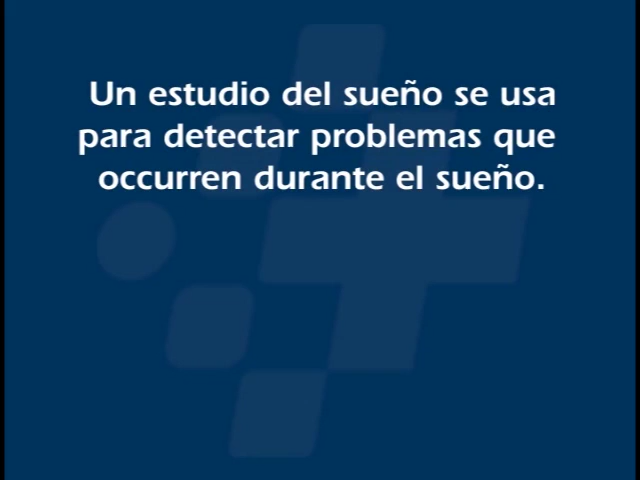 Un estudio del sueño se usa
para detectar problemas que
occurren durante el sueño.